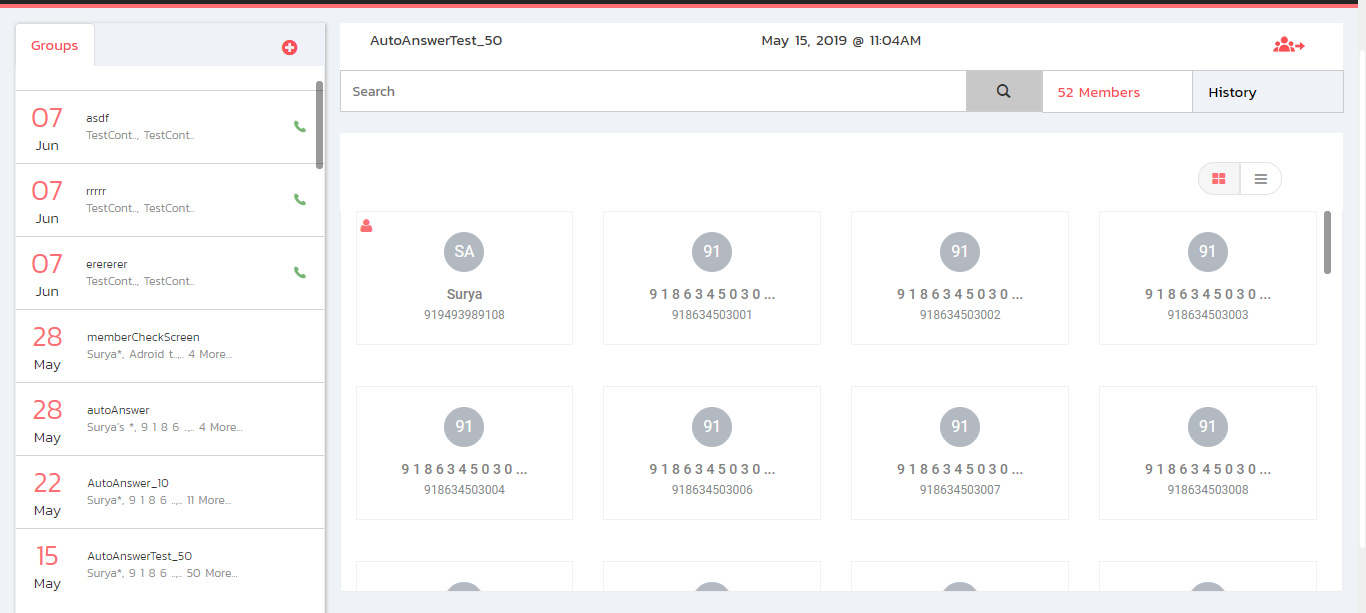 Groups
07
Jun
asdf
TestCont.., TestCont..
07
Jun
rrrrr
TestCont.., TestCont..
07
Jun
erererer
TestCont.., TestCont..
28
May
memberCheckScreen
Surya*, Adroid t..,.. 4 More...
28
May
autoAnswer
Surya's *, 9 1 8 6 ..,.. 4 More...
22
May
AutoAnswer_10
Surya*, 9 1 8 6 ..,.. 11 More...
15
May
AutoAnswerTest_50
Surya*, 9 1 8 6 ..,.. 50 More...
AutoAnswerTest_50 May 15, 2019 @ 11:04AM
Search 52 Members History
SA 91 91 91
Surya 9 1 8 6 3 4 5 0 3 0 ... 9 1 8 6 3 4 5 0 3 0 ... 9 1 8 6 3 4 5 0 3 0 ...
919493989108 918634503001 918634503002 918634503003
91 91 91 91
9 1 8 6 3 4 5 0 3 0 ... 9 1 8 6 3 4 5 0 3 0 ... 9 1 8 6 3 4 5 0 3 0 ... 9 1 8 6 3 4 5 0 3 0 ...
918634503004 918634503006 918634503007 918634503008